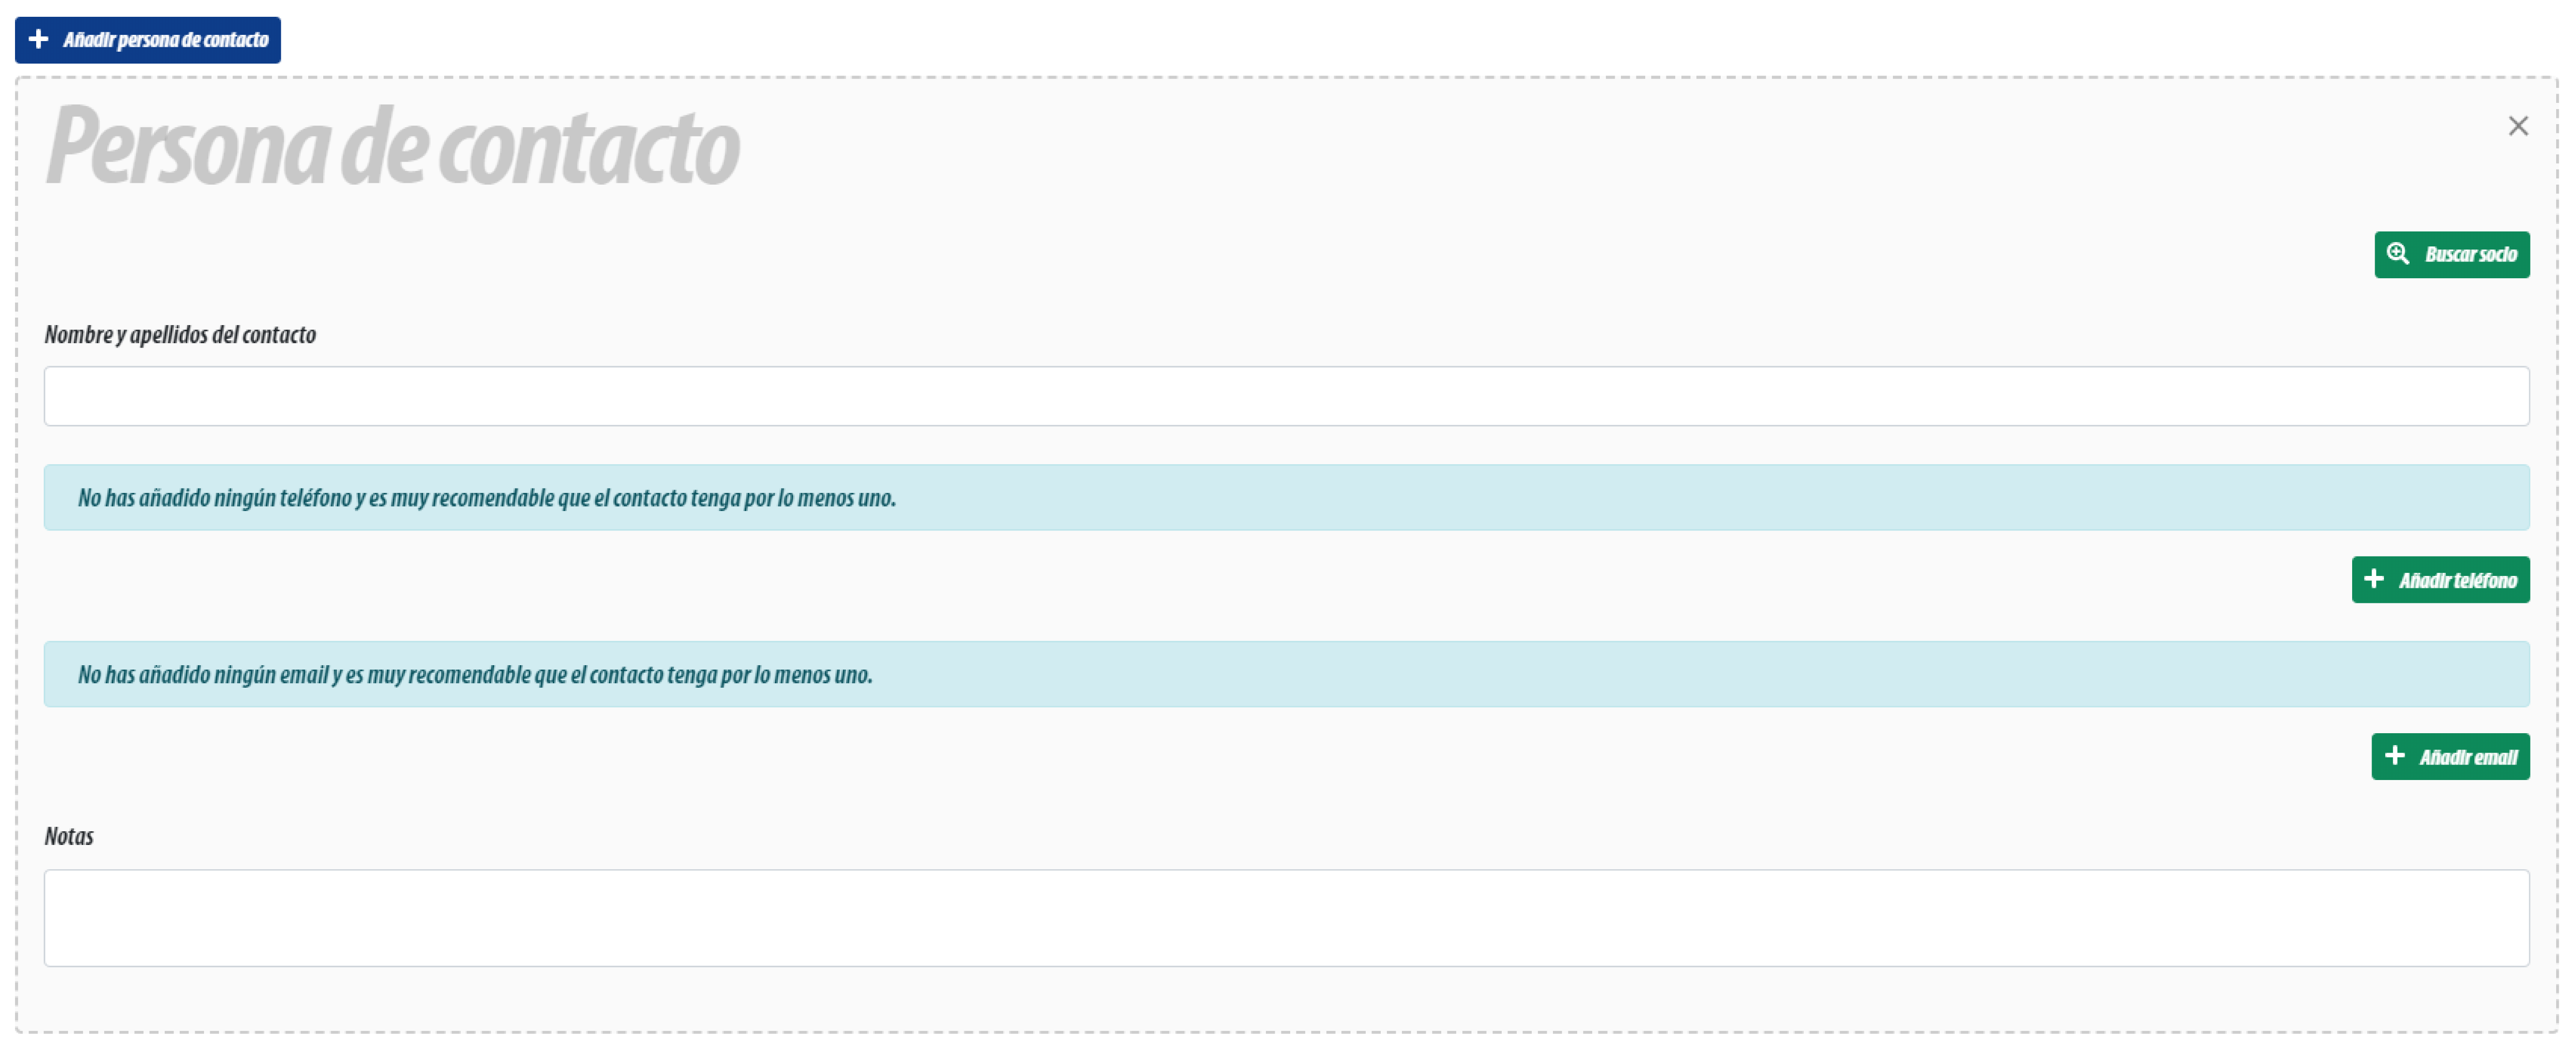 Añadir persona de contacto
Persona de contacto
Buscar socio
Nombre y apellidos del contacto
No has añadido ningún teléfono y es muy recomendable que el contacto tenga por lo menos uno.
Añadir teléfono
No has añadido ningún email y es muy recomendable que el contacto tenga por lo menos uno.
Añadir email
Notas